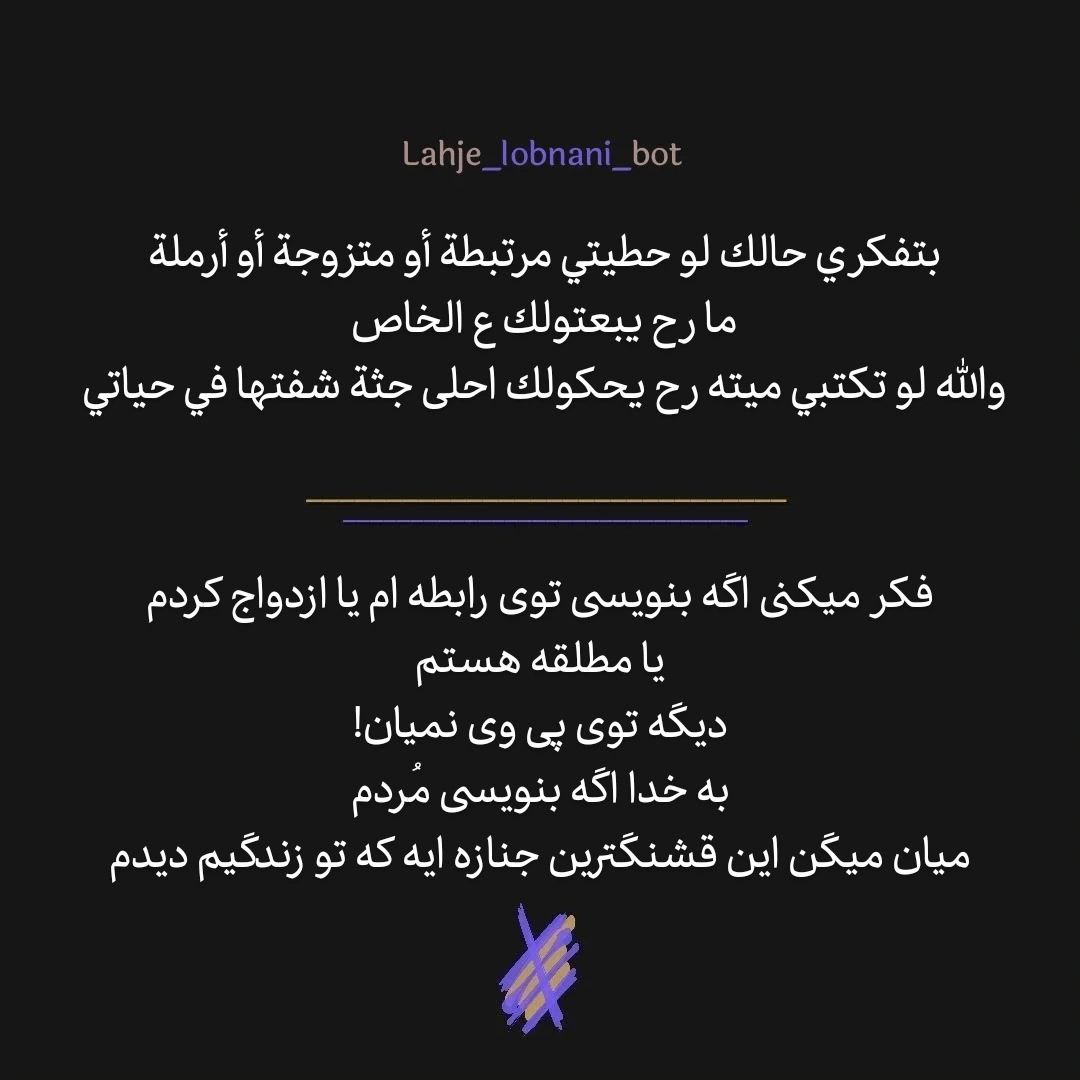 Lahje_lobnani_bot
بتفكري حالك لو حطيتي مرتبطة أو متزوجة أو أرملة
ما رح يبعتولك ع الخاص
والله لو تكتبي ميته رح يحكولك احلى جثة شفتها في حياتي
فکر میکنی اگه بنویسی توی رابطه ام یا ازدواج کردم
یا مطلقه هستم
دیگه توی پی وی نمیان!
به خدا اگه بنویسی مُردم
میان میگن این قشنگترین جنازه ایه که تو زندگیم دیدم